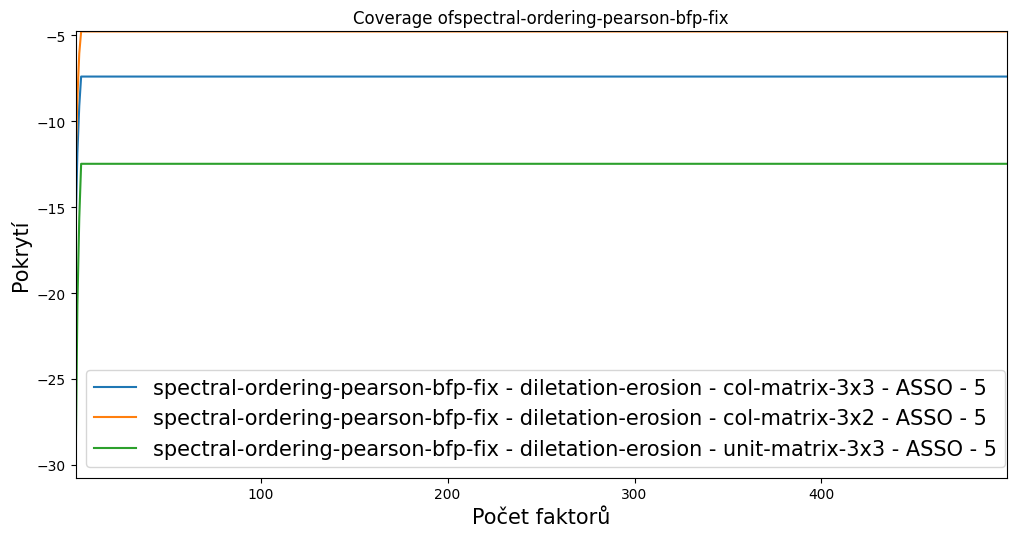 Coverage ofspectral-ordering-pearson-bfp-fix
−5
−10
−15
−20
−25
−30
Pokrytí
spectral-ordering-pearson-bfp-fix - diletation-erosion - col-matrix-3x3 - ASSO - 5
spectral-ordering-pearson-bfp-fix - diletation-erosion - col-matrix-3x2 - ASSO - 5
spectral-ordering-pearson-bfp-fix - diletation-erosion - unit-matrix-3x3 - ASSO - 5
100 200 300 400
Počet faktorů